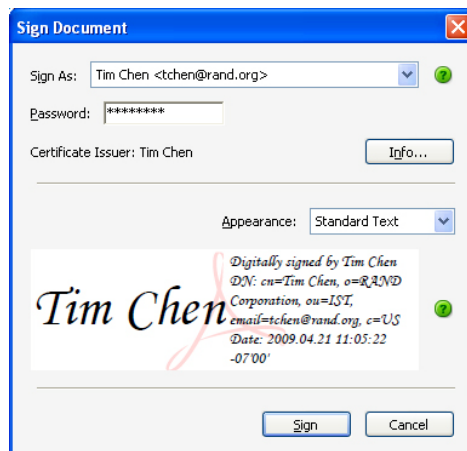 Sign Document
Sign As: Tim Chen <tchen@rand.org>
Password: ********
Certificate Issuer: Tim Chen
Info...
Appearance: Standard Text
Tim Chen
Digitally signed by Tim Chen
DN: cn=Tim Chen, o=RAND
Corporation, ou=IST,
email=tchen@rand.org, c=US
Date: 2009.04.21 11:05:22
-07'00'
Sign Cancel